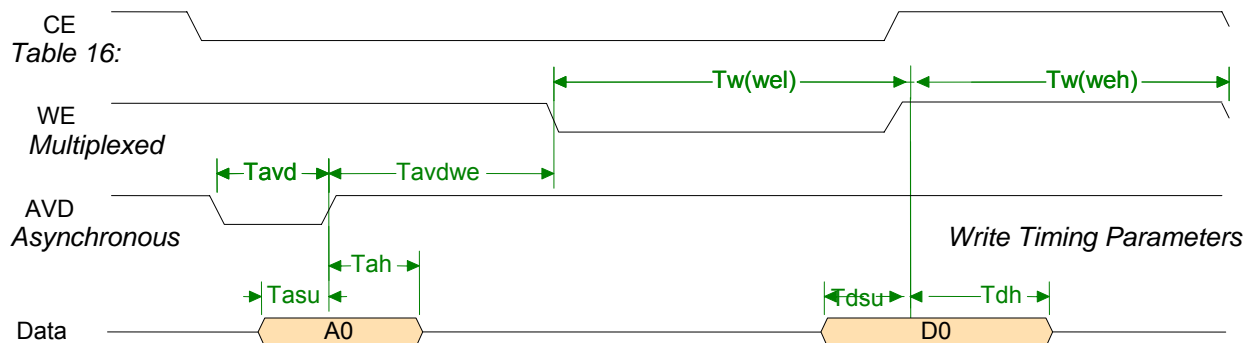 CE
Table 16:
Tw(wel) Tw(weh)
WE
Multiplexed
Tavd Tavdwe
AVD
Asynchronous Write Timing Parameters
Tah
Tasu Tdsu Tdh
Data A0 D0